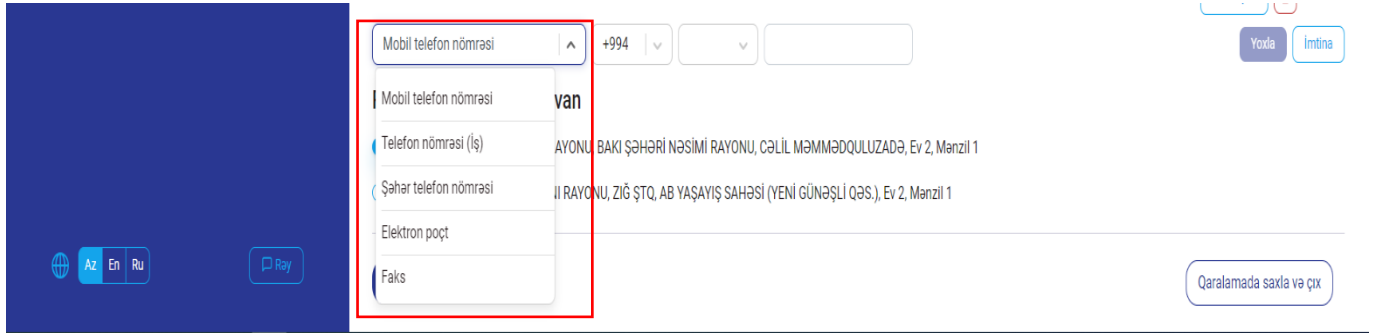 Mobil telefon nömrəsi +994 Yoxla İmtina
Mobil telefon nömrəsi
van
Telefon nömrəsi (İş) AYONU, BAKI ŞƏHƏRİ NƏSİMİ RAYONU, CƏLİL MƏMMƏDQULUZADƏ, Ev 2, Mənzil 1
Şəhər telefon nömrəsi NI RAYONU, ZIĞ ŞTQ, AB YAŞAYIŞ SAHƏSİ (YENİ GÜNƏŞLİ QƏS.), Ev 2, Mənzil 1
Elektron poçt
Az En Ru Rəy
Faks
Qaralamada saxla və çıx